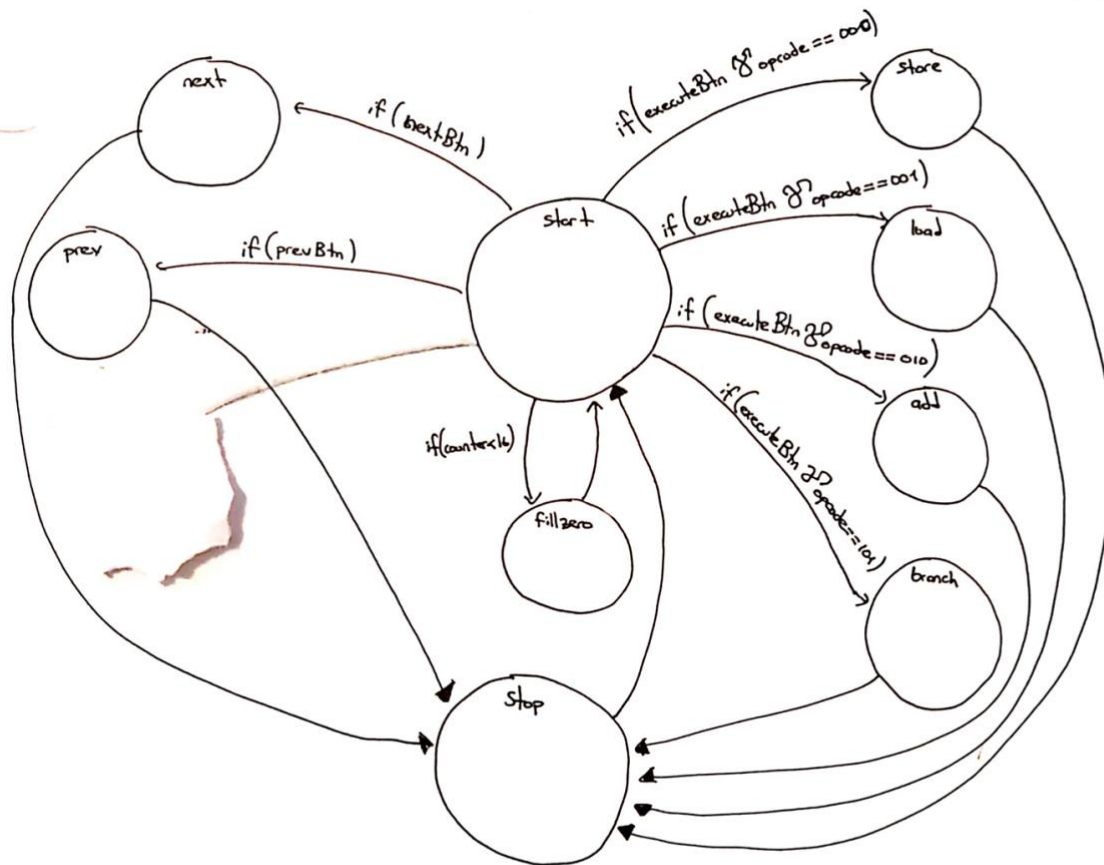 next
if (nextBtn)
if (executeBtn && opcode == 000)
store
start
if (executeBtn && opcode == 001)
load
prev
if (prevBtn)
if (executeBtn && opcode == 010)
add
if (executeBtn && opcode == 101)
if (counter<16)
fillzero
branch
stop